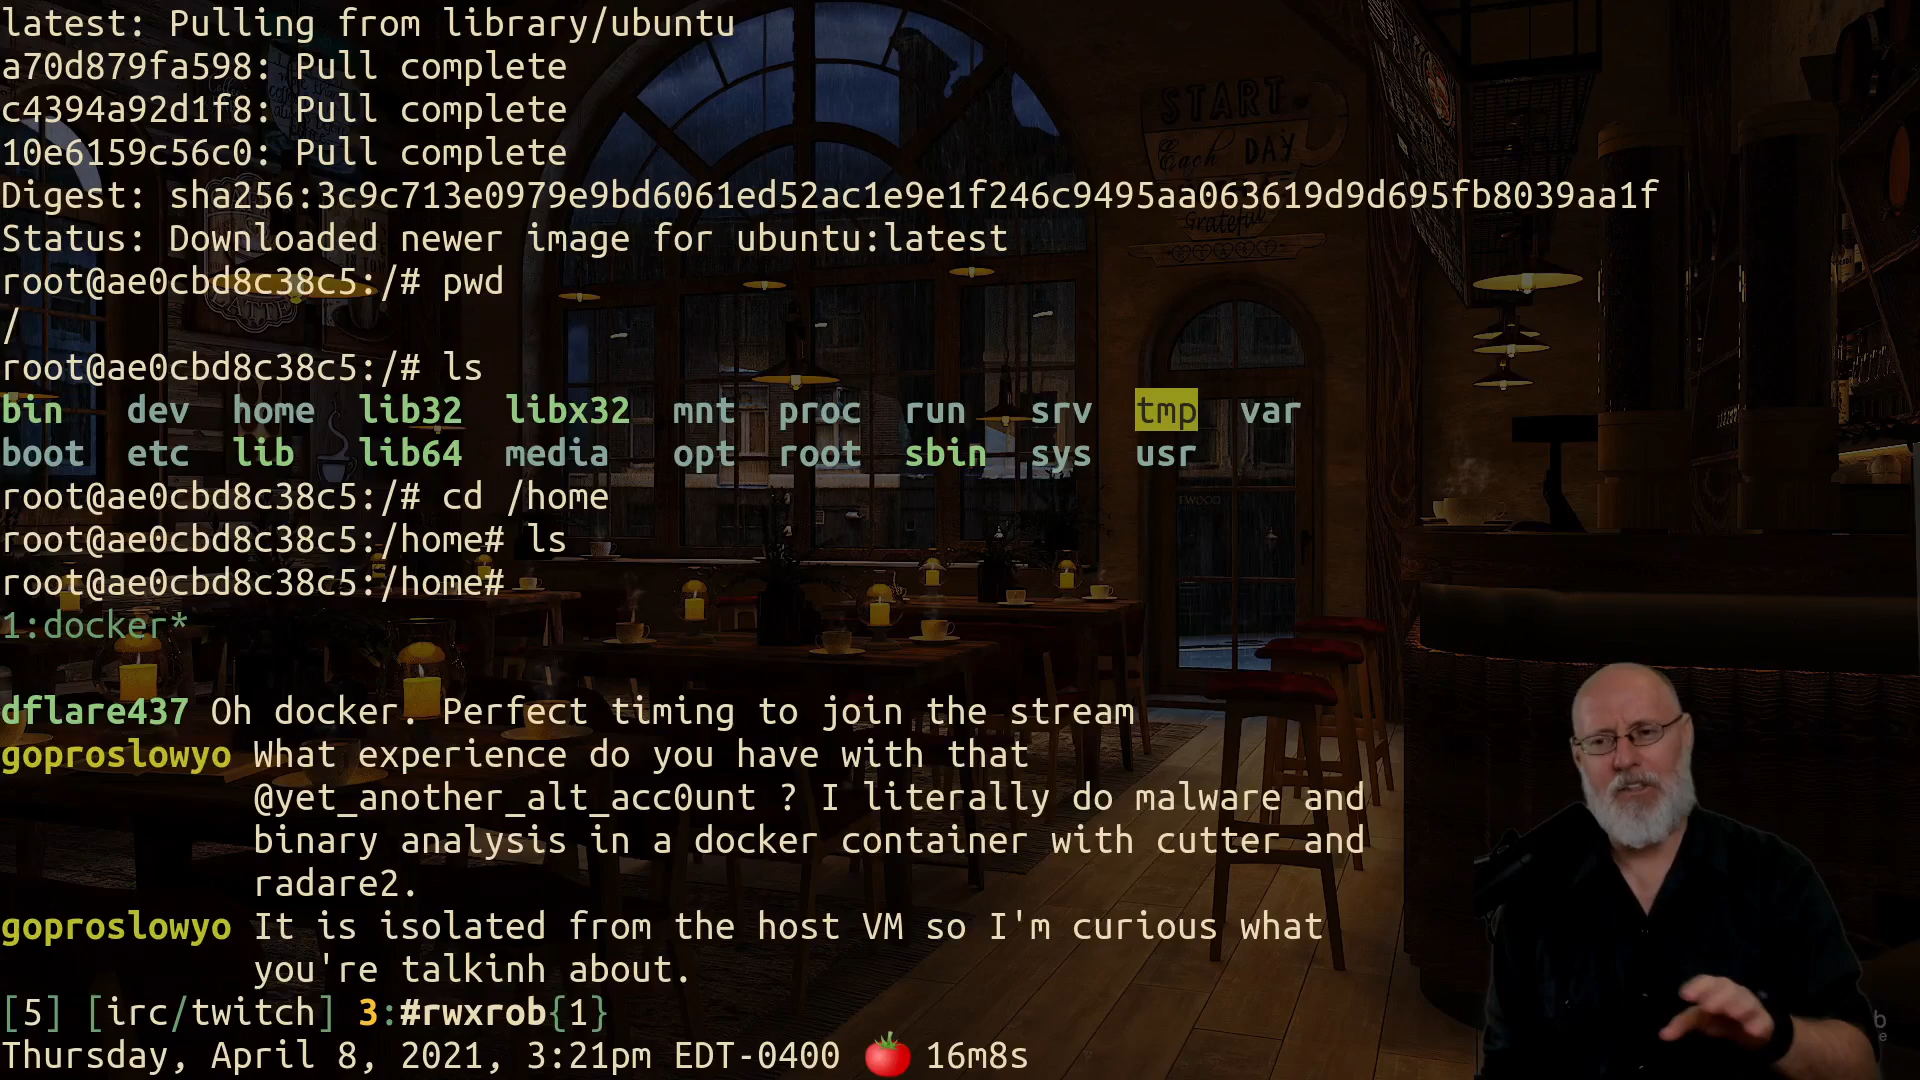 latest: Pulling from library/ubuntu
a70d879fa598: Pull complete
c4394a92d1f8: Pull complete
10e6159c56c0: Pull complete
Digest: sha256:3c9c713e0979e9bd6061ed52ac1e9e1f246c9495aa063619d9d695fb8039aa1f
Status: Downloaded newer image for ubuntu:latest
root@ae0cbd8c38c5:/# pwd
/
root@ae0cbd8c38c5:/# ls
bin dev home lib32 libx32 mnt proc run srv tmp var
boot etc lib lib64 media opt root sbin sys usr
root@ae0cbd8c38c5:/# cd /home
root@ae0cbd8c38c5:/home# ls
root@ae0cbd8c38c5:/home#
1:docker*
dflare437 Oh docker. Perfect timing to join the stream
goproslowyo What experience do you have with that
@yet_another_alt_acc0unt ? I literally do malware and
binary analysis in a docker container with cutter and
radare2.
goproslowyo It is isolated from the host VM so I'm curious what
you're talkinh about.
[5] [irc/twitch] 3:#rwxrob{1}
Thursday, April 8, 2021, 3:21pm EDT-0400 🍅 16m8s
START
Each DAY
Grateful
b
e